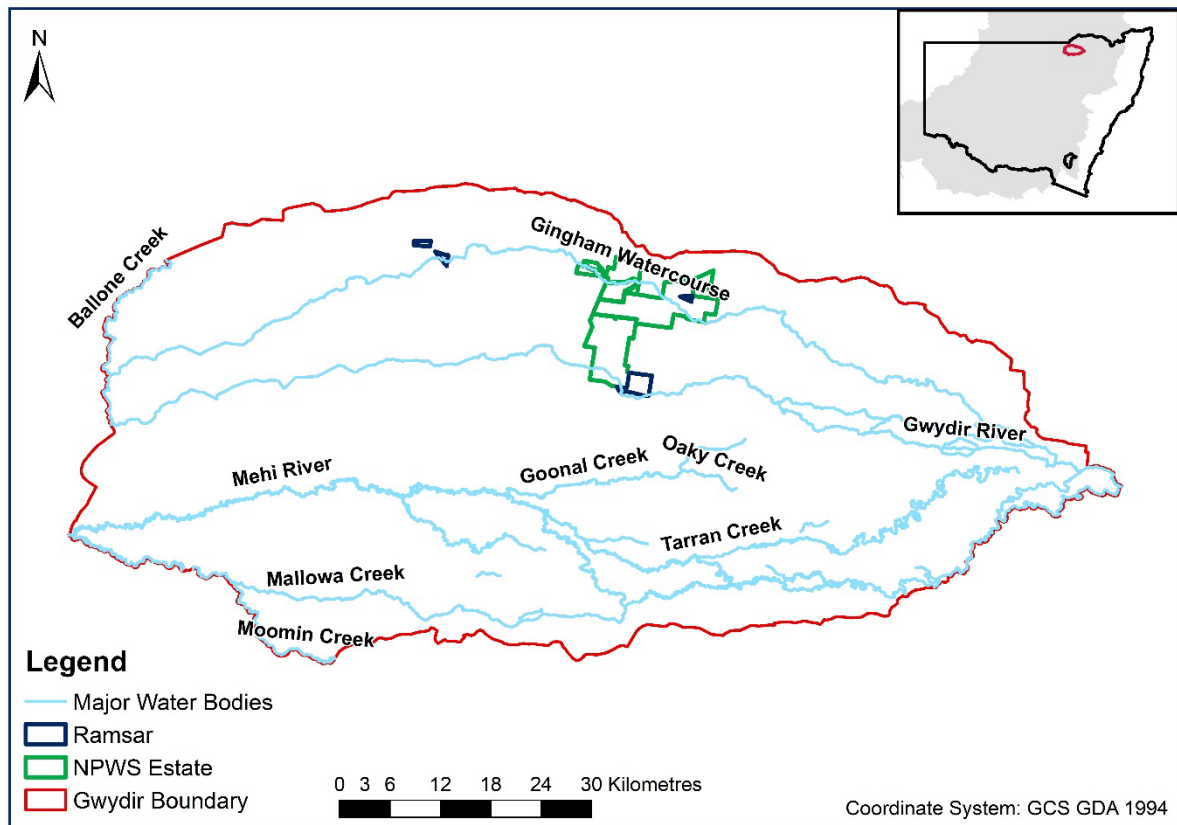 N
Gingham Watercourse
Ballone Creek
Gwydir River
Oaky Creek
Goonal Creek
Mehi River
Tarran Creek
Mallowa Creek
Moomin Creek
Legend
Major Water Bodies
Ramsar
NPWS Estate
Gwydir Boundary
0 3 6 12 18 24 30 Kilometres
Coordinate System: GCS GDA 1994